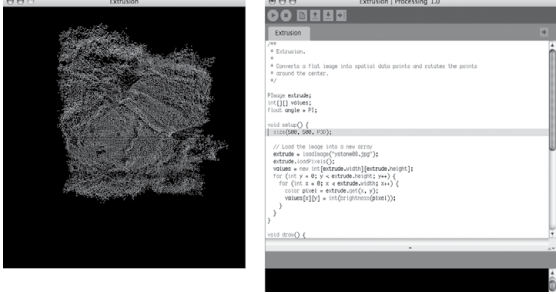 Extrusion
Extrusion | Processing 1.0
Extrusion
/**
* Extrusion.
*
* Converts a flat image into spatial data points and rotates the points
* around the center.
*/
PImage extrude;
int[][] values;
float angle = PI;
void setup() {
size(500, 500, P3D);
// Load the image into a new array
extrude = loadImage("ystone08.jpg");
extrude.loadPixels();
values = new int[extrude.width][extrude.height];
for (int y = 0; y < extrude.height; y++) {
for (int x = 0; x < extrude.width; x++) {
color pixel = extrude.get(x, y);
values[x][y] = int(brightness(pixel));
}
}
}
void draw() {